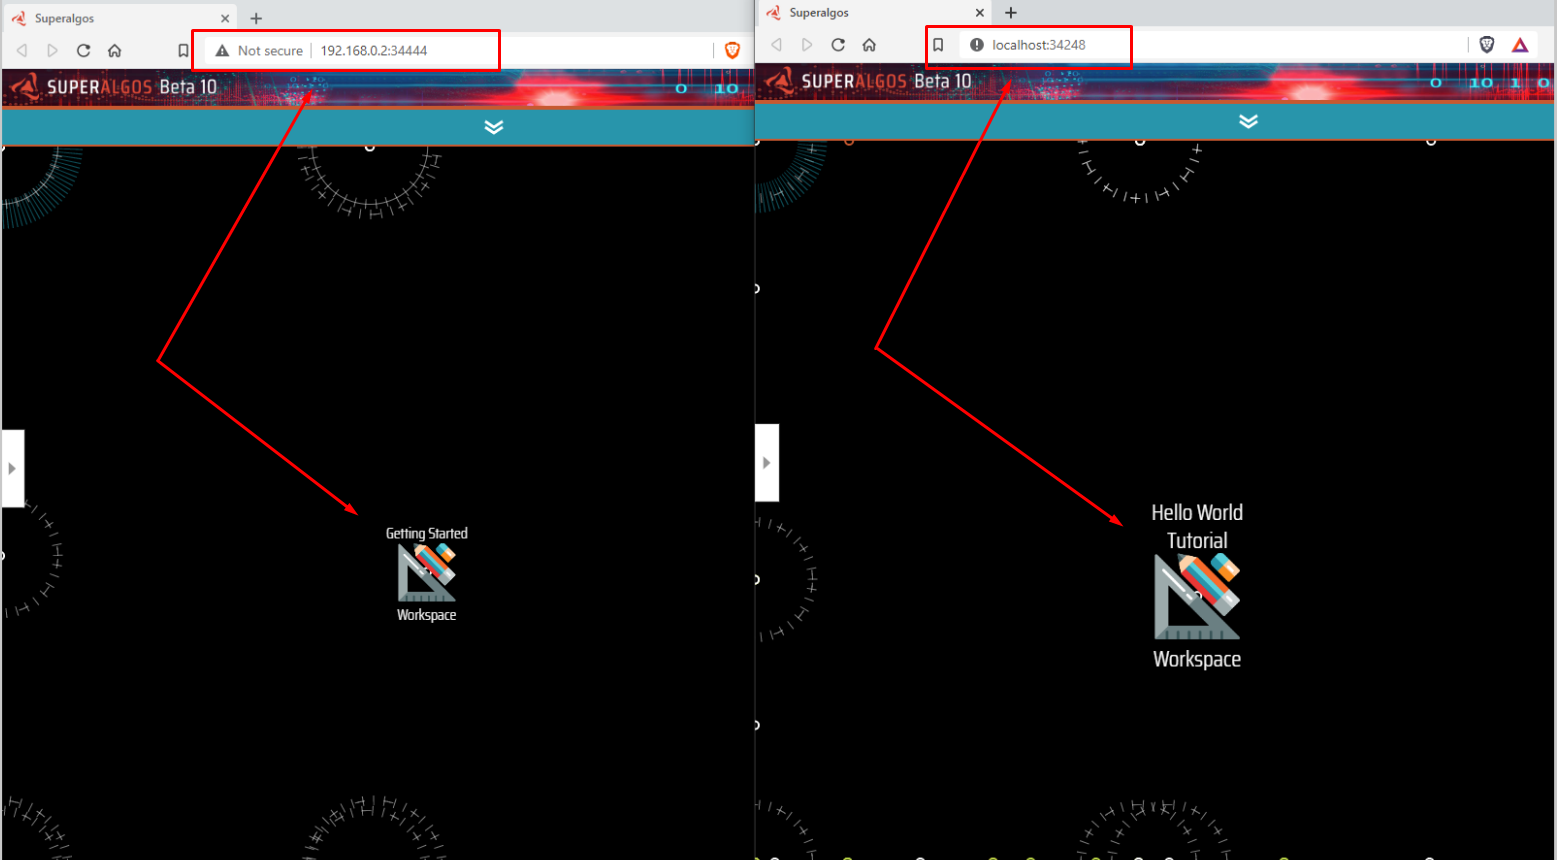 Superalgos
Not secure | 192.168.0.2:34444
SUPERALGOS Beta 10
0 10
Getting Started
Workspace
Superalgos
localhost:34248
SUPERALGOS Beta 10
0 10 1 0
Hello World
Tutorial
Workspace